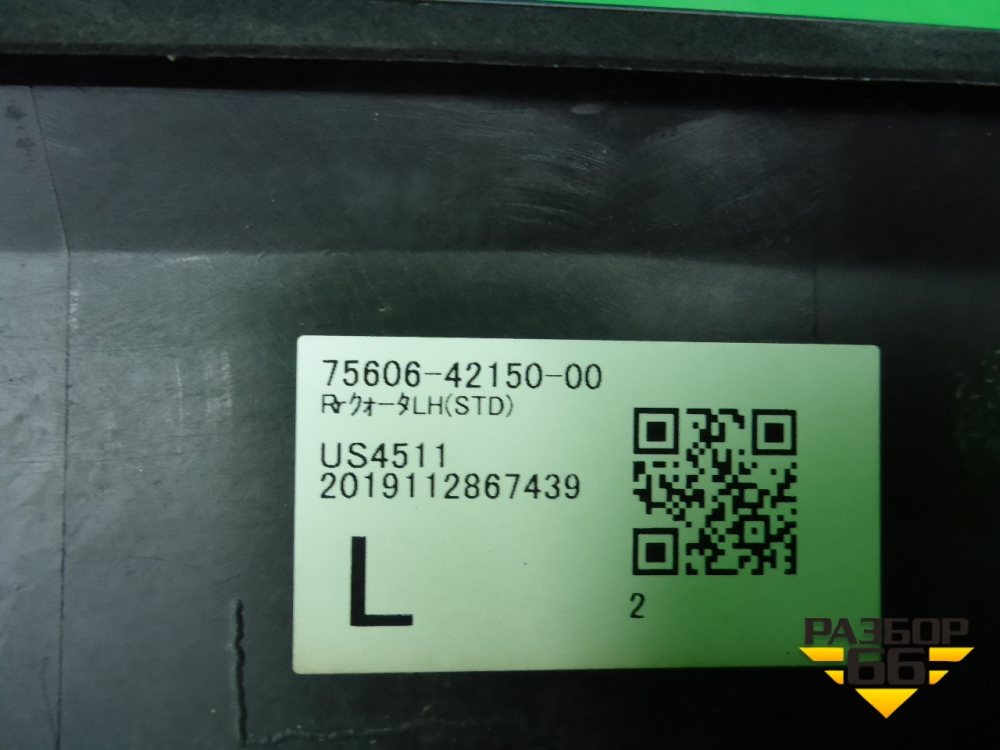 75606-42150-00
Rrｸｫｰﾀ LH(STD)
US4511
2019112867439
L
2
РАЗБОР
66